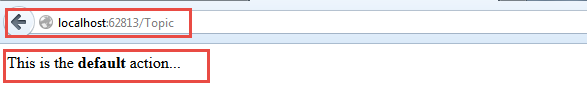 localhost:62813/Topic
This is the default action...